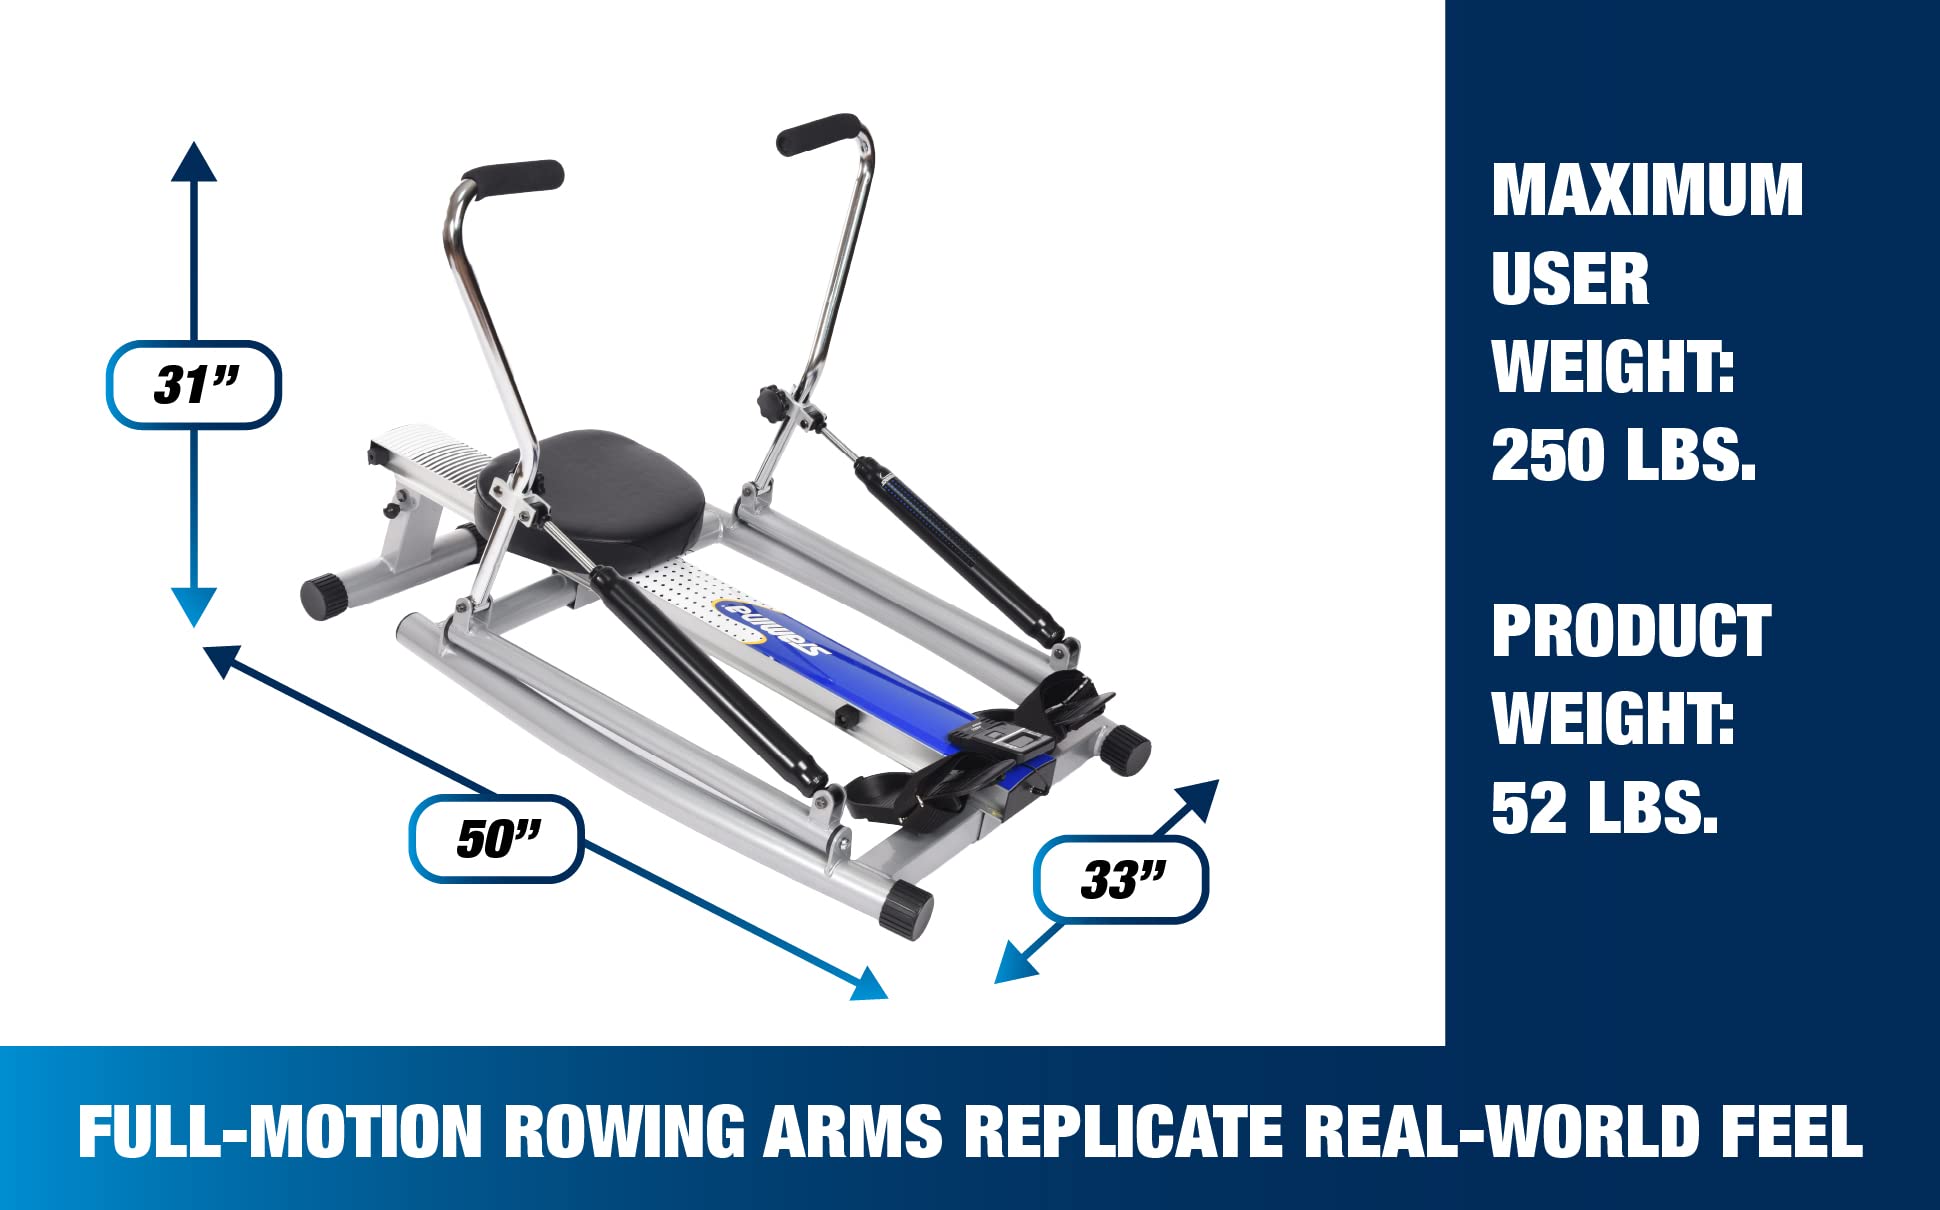 31”
50”
33”
stamina
MAXIMUM
USER
WEIGHT:
250 LBS.
PRODUCT
WEIGHT:
52 LBS.
FULL-MOTION ROWING ARMS REPLICATE REAL-WORLD FEEL